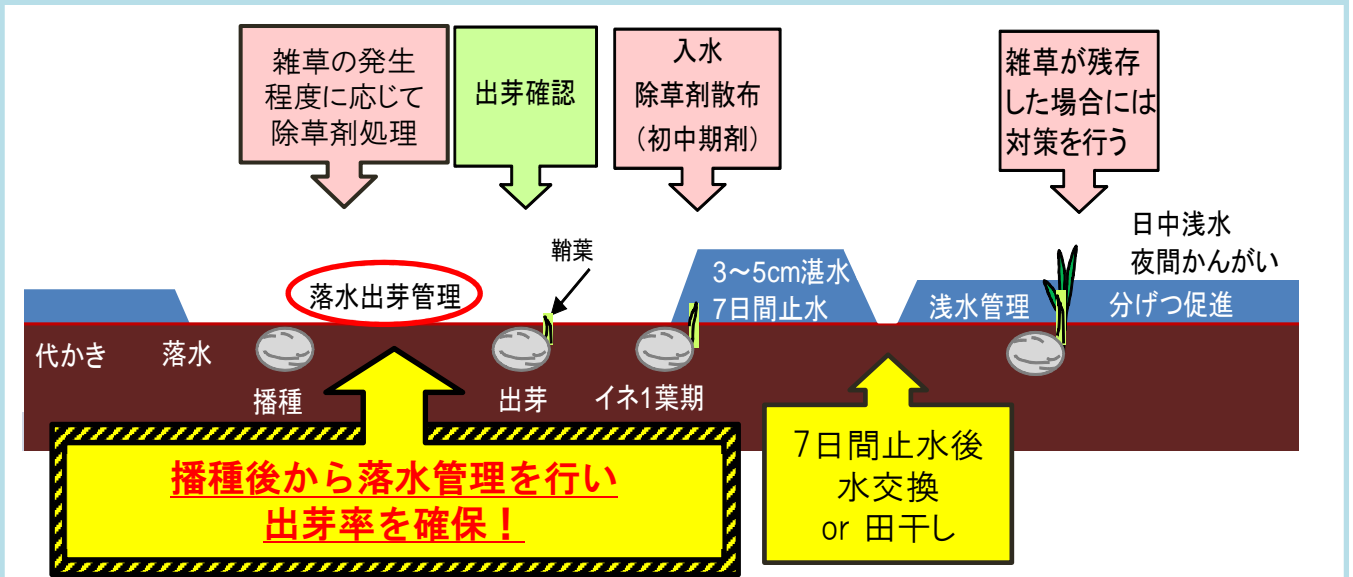 雑草の発生
程度に応じて
除草剤処理
出芽確認
入水
除草剤散布
(初中期剤)
雑草が残存
した場合には
対策を行う
日中浅水
夜間かんがい
鞘葉
落水出芽管理
3～5cm湛水
7日間止水
浅水管理
分げつ促進
代かき
落水
播種
出芽
イネ1葉期
播種後から落水管理を行い
出芽率を確保！
7日間止水後
水交換
or 田干し